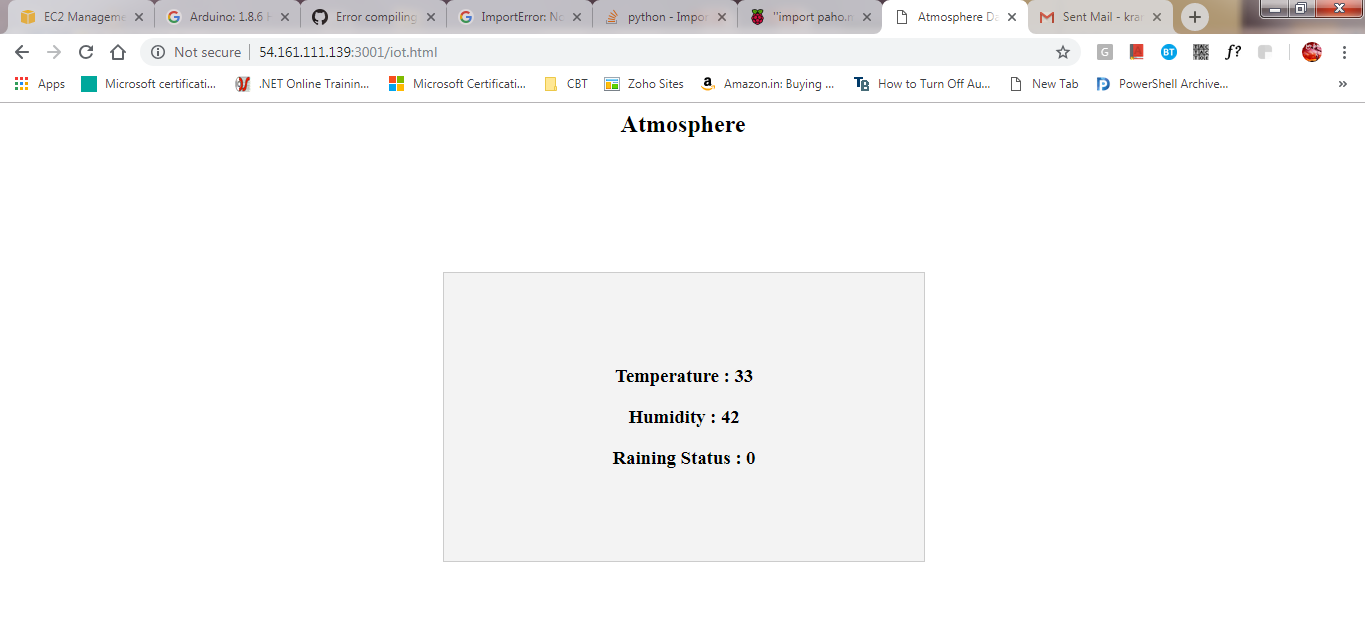 EC2 Manageme
Arduino: 1.8.6 H
Error compiling
ImportError: No
python - Impor
"import paho.m
Atmosphere Da
Sent Mail - kra
Not secure
54.161.111.139:3001/iot.html
G
BT
f?
Apps
Microsoft certificati...
.NET Online Trainin...
Microsoft Certificati...
CBT
Zoho Sites
Amazon.in: Buying ...
How to Turn Off Au...
New Tab
PowerShell Archive...
Atmosphere
Temperature : 33
Humidity : 42
Raining Status : 0